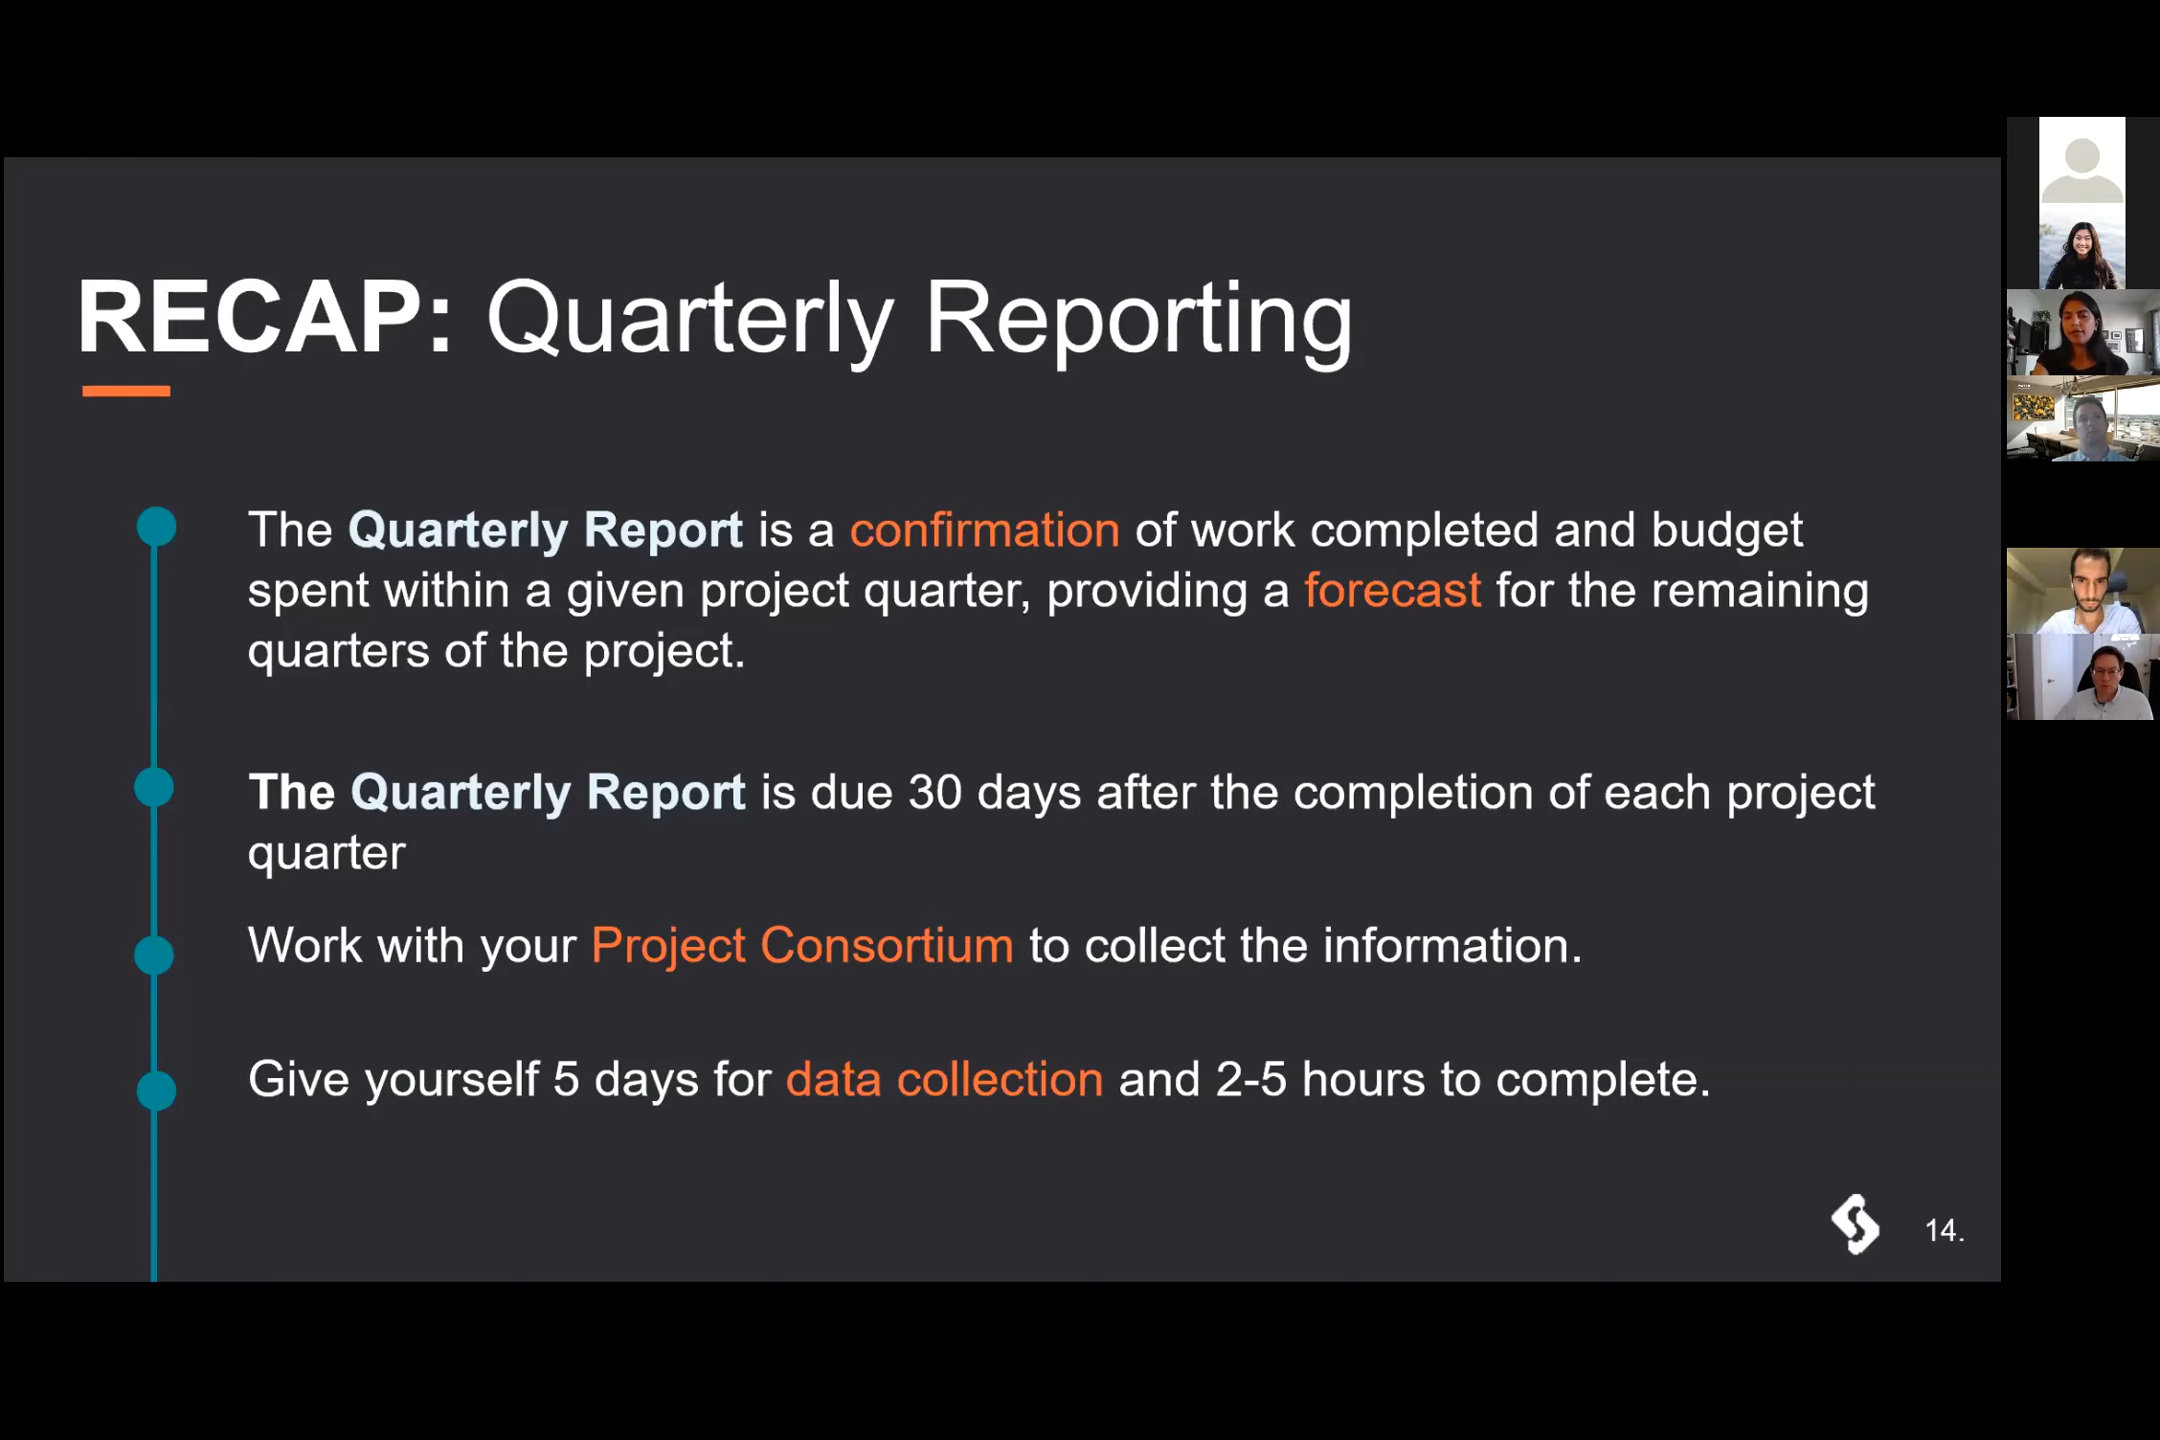 RECAP: Quarterly Reporting
The Quarterly Report is a confirmation of work completed and budget
spent within a given project quarter, providing a forecast for the remaining
quarters of the project.
The Quarterly Report is due 30 days after the completion of each project
quarter
Work with your Project Consortium to collect the information.
Give yourself 5 days for data collection and 2-5 hours to complete.
14.